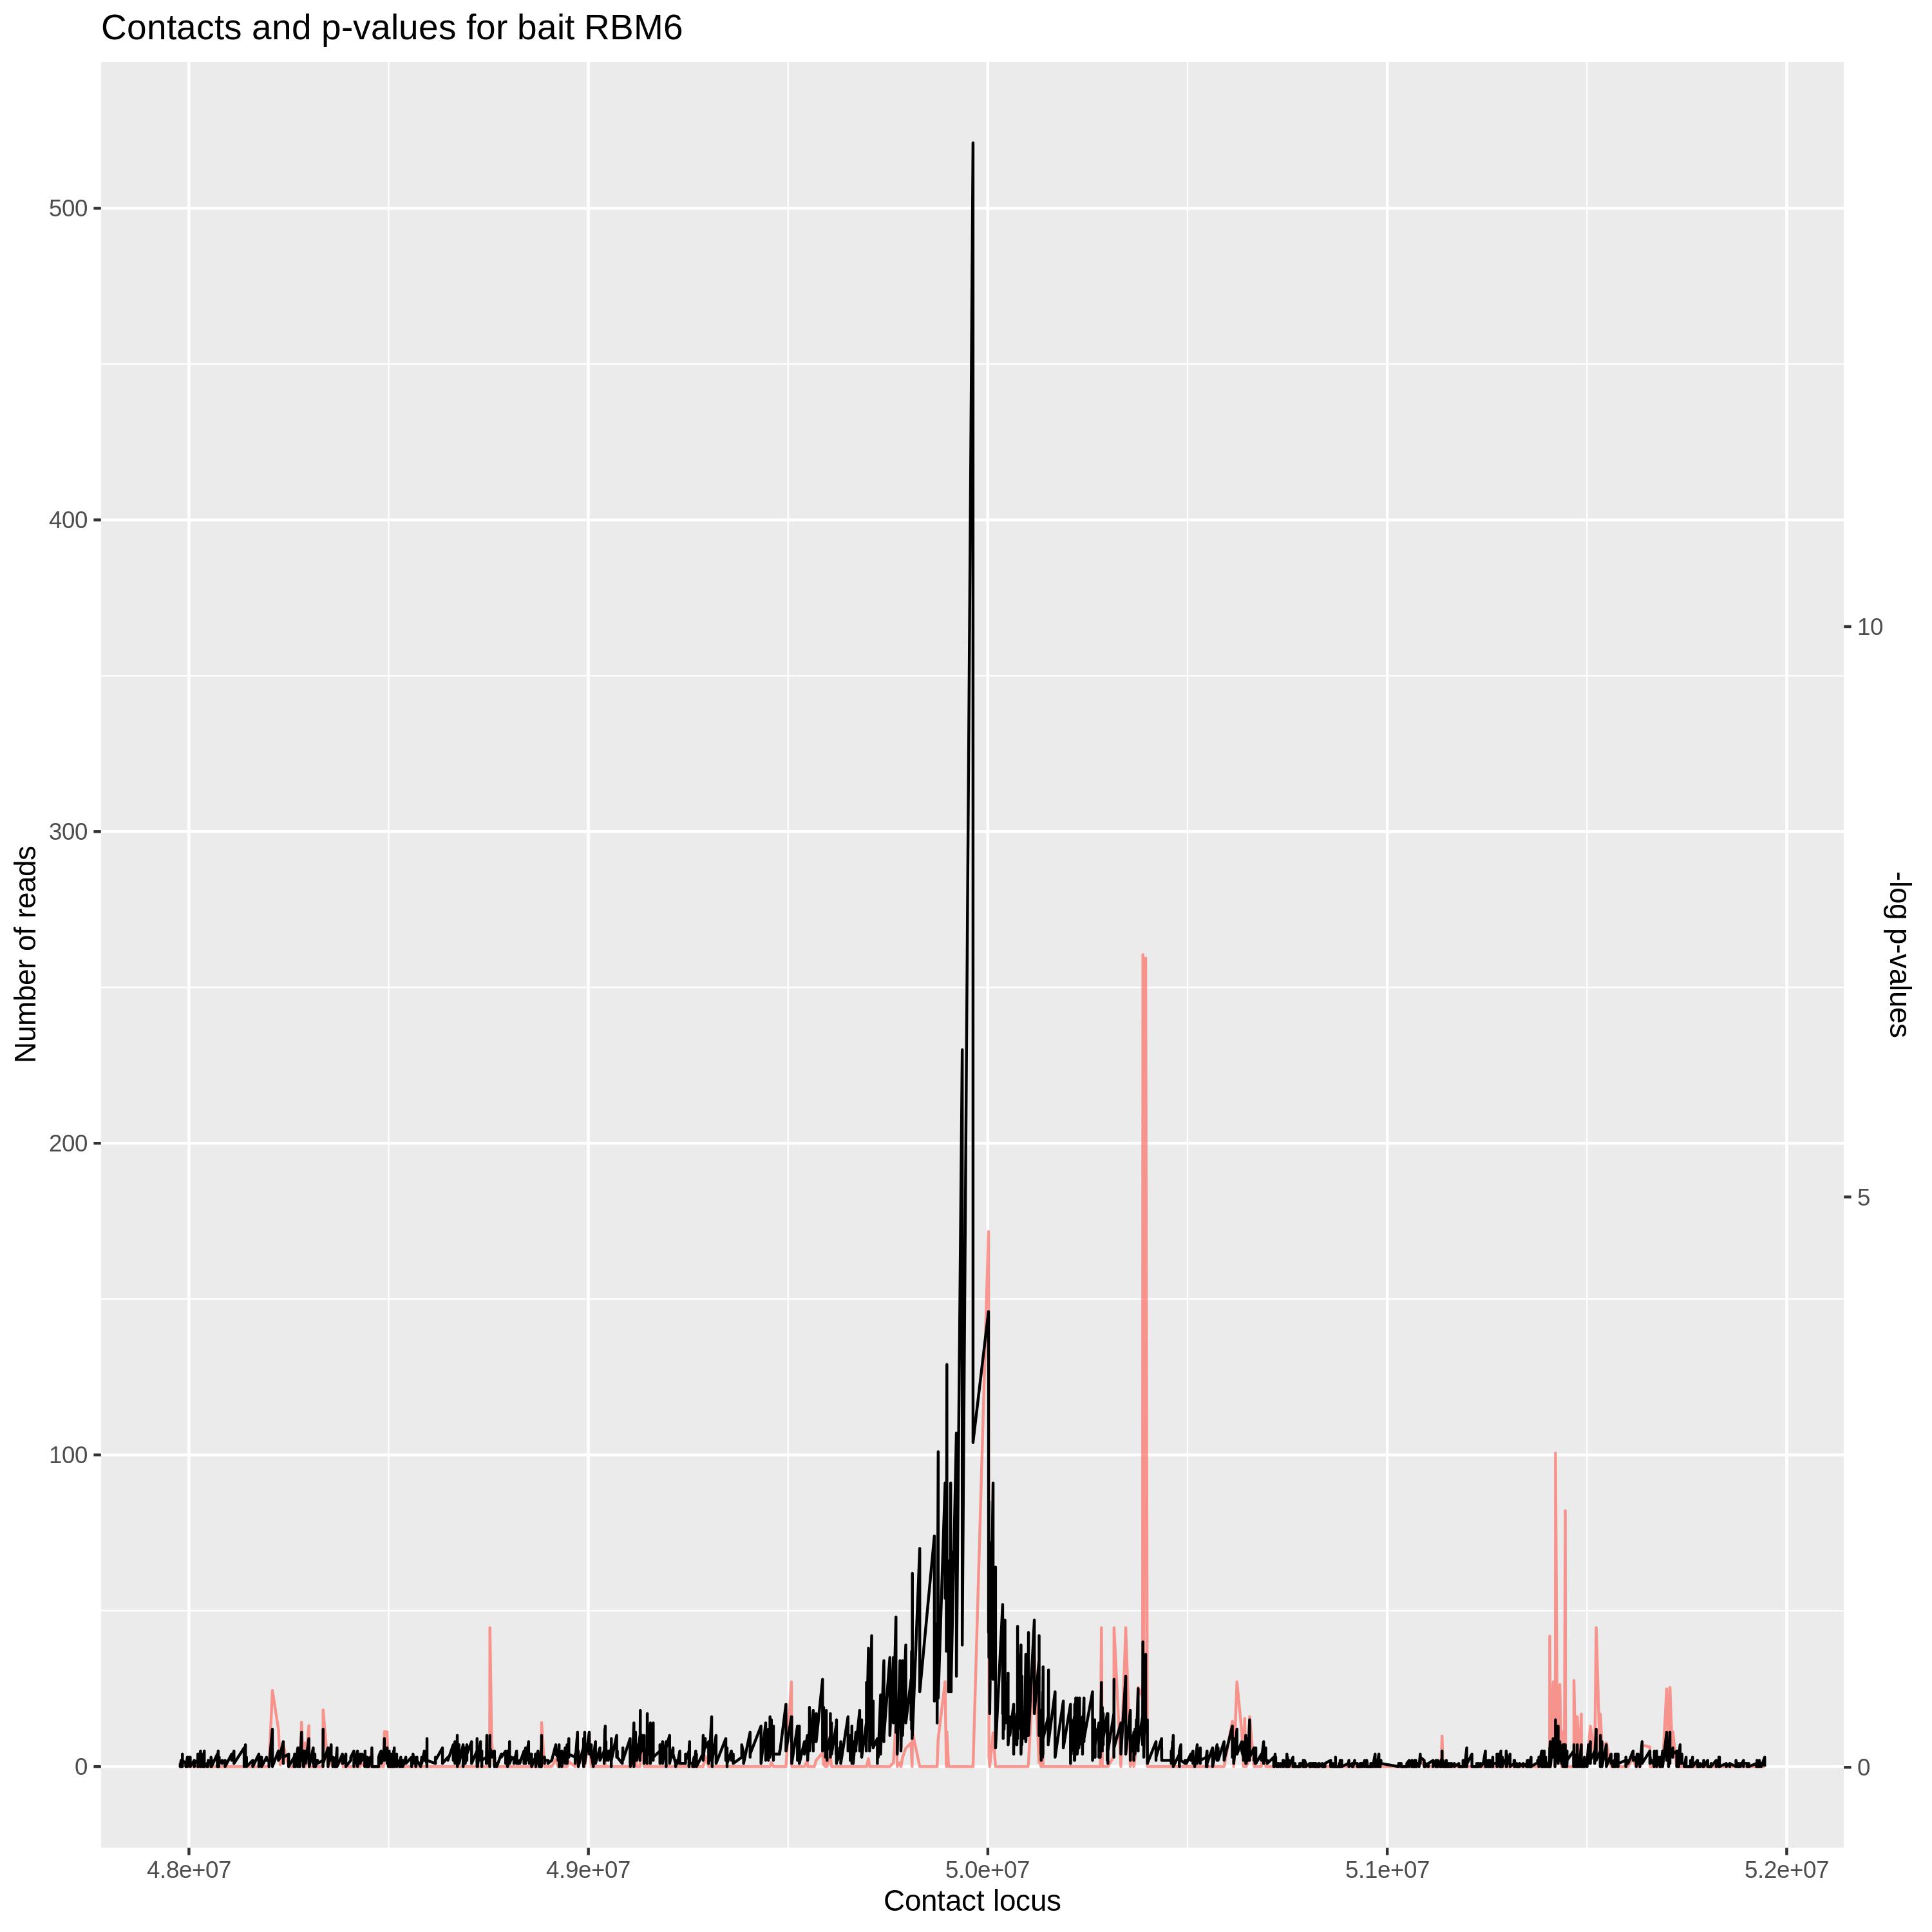 Contacts and p-values for bait RBM6
500
400
300
200
100
0
Number of reads
10
5
0
-log p-values
4.8e+07
4.9e+07
5.0e+07
5.1e+07
5.2e+07
Contact locus